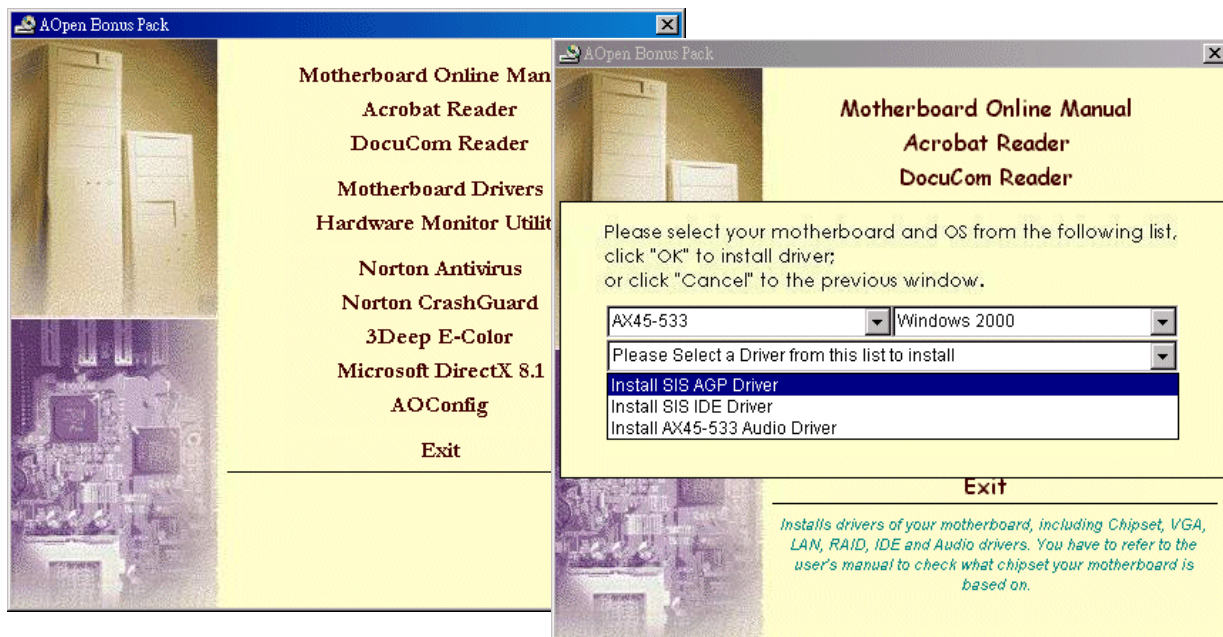 AOpen Bonus Pack
Motherboard Online Man
Acrobat Reader
DocuCom Reader
Motherboard Drivers
Hardware Monitor Utilit
Norton Antivirus
Norton CrashGuard
3Deep E-Color
Microsoft DirectX 8.1
AOConfig
Exit
AOpen Bonus Pack
Motherboard Online Manual
Acrobat Reader
DocuCom Reader
Please select your motherboard and OS from the following list,
click "OK" to install driver;
or click "Cancel" to the previous window.
AX45-533 Windows 2000
Please Select a Driver from this list to install
Install SIS AGP Driver
Install SIS IDE Driver
Install AX45-533 Audio Driver
Exit
Installs drivers of your motherboard, including Chipset, VGA,
LAN, RAID, IDE and Audio drivers. You have to refer to the
user's manual to check what chipset your motherboard is
based on.